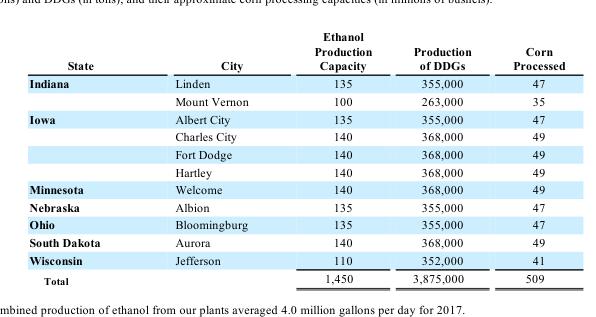 and DDGs (in tons), and their approximate corn processing capacities (in millions of bushels).
Ethanol
Production Production Corn
State City Capacity of DDGs Processed
Indiana Linden 135 355,000 47
Mount Vernon 100 263,000 35
Iowa Albert City 135 355,000 47
Charles City 140 368,000 49
Fort Dodge 140 368,000 49
Hartley 140 368,000 49
Minnesota Welcome 140 368,000 49
Nebraska Albion 135 355,000 47
Ohio Bloomingburg 135 355,000 47
South Dakota Aurora 140 368,000 49
Wisconsin Jefferson 110 352,000 41
Total 1,450 3,875,000 509
ombined production of ethanol from our plants averaged 4.0 million gallons per day for 2017.